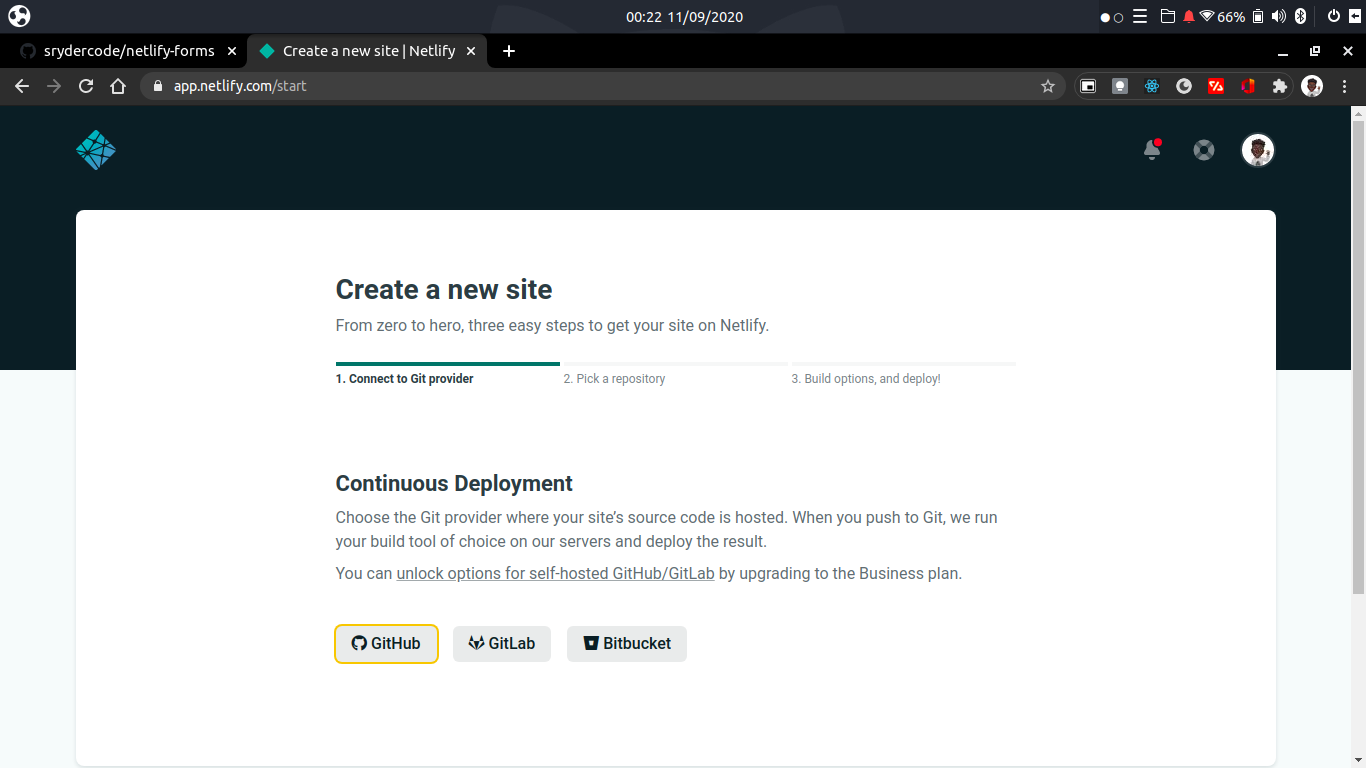 00:22 11/09/2020
66%
srydercode/netlify-forms
Create a new site | Netlify
app.netlify.com/start
Create a new site
From zero to hero, three easy steps to get your site on Netlify.
1. Connect to Git provider
2. Pick a repository
3. Build options, and deploy!
Continuous Deployment
Choose the Git provider where your site’s source code is hosted. When you push to Git, we run
your build tool of choice on our servers and deploy the result.
You can unlock options for self-hosted GitHub/GitLab by upgrading to the Business plan.
GitHub
GitLab
Bitbucket